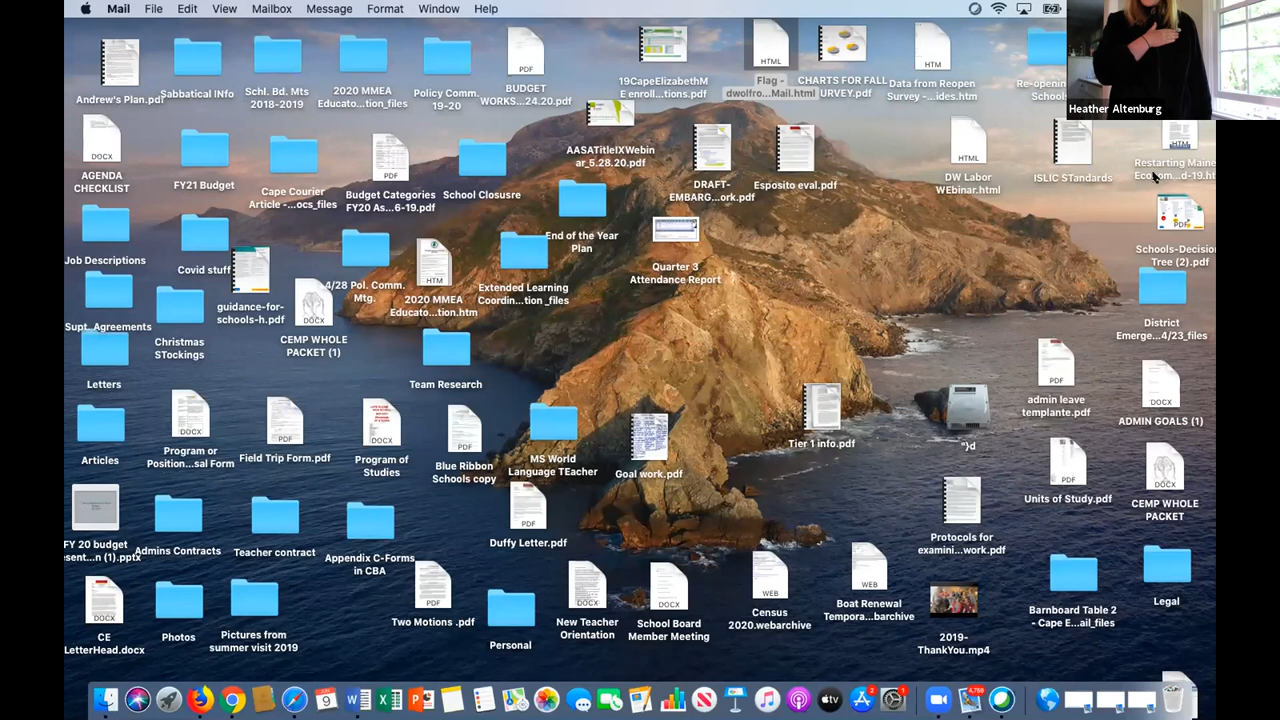 Mail File Edit View Mailbox Message Format Window Help
Heather Altenburg
Andrew's Plan.pdf
Sabbatical INfo
Schl. Bd. Mts
2018-2019
2020 MMEA
Educato...tion_files
Policy Comm.
19-20
PDF
BUDGET
WORKS...24.20.pdf
19CapeElizabethM
E enroll...tions.pdf
HTML
Flag -
dwolfro...Mail.html
CHARTS FOR FALL
URVEY.pdf
HTM
Data from Reopen
Survey -...ides.htm
Re-opening
Schools
DOCX
AGENDA
CHECKLIST
FY21 Budget
Cape Courier
Article -...ocs_files
PDF
Budget Categories
FY20 As...6-19.pdf
School Closusre
AASATitleIXWebin
ar_5.28.20.pdf
End of the Year
Plan
DRAFT-
EMBARG...ork.pdf
Esposito eval.pdf
HTML
DW Labor
WEbinar.html
ISLIC STandards
HTM
Restarting Maine
Econom...d-19.ht
Job Descriptions
Covid stuff
guidance-for-
schools-h.pdf
4/28 Pol. Comm.
Mtg.
HTM
2020 MMEA
Educato...tion.htm
Extended Learning
Coordin...tion _files
Quarter 3
Attendance Report
PDF
Schools-Decision
Tree (2).pdf
Supt. Agreements
Christmas
STockings
DOCX
CEMP WHOLE
PACKET (1)
District
Emerge...4/23_files
Letters
Team Research
PDF
admin leave
templante.pdf
DOCX
ADMIN GOALS (1)
Articles
DOCX
Program or
Position...sal Form
PDF
Field Trip Form.pdf
DOCX
Program of
Studies
PDF
Blue Ribbon
Schools copy
MS World
Language TEacher
Goal work.pdf
Tier 1 info.pdf
"}d
PDF
Units of Study.pdf
DOCX
CEMP WHOLE
PACKET
FY 20 budget
esent...n (1).pptx
Admins Contracts
Teacher contract
Appendix C-Forms
in CBA
PDF
Duffy Letter.pdf
Protocols for
examini...work.pdf
DOCX
CE
LetterHead.docx
Photos
Pictures from
summer visit 2019
PDF
Two Motions .pdf
Personal
DOCX
New Teacher
Orientation
DOCX
School Board
Member Meeting
WEB
Census
2020.webarchive
WEB
Boat Renewal
Tempora...barchive
2019-
ThankYou.mp4
Barnboard Table 2
- Cape E...ail_files
Legal
tv
2
1